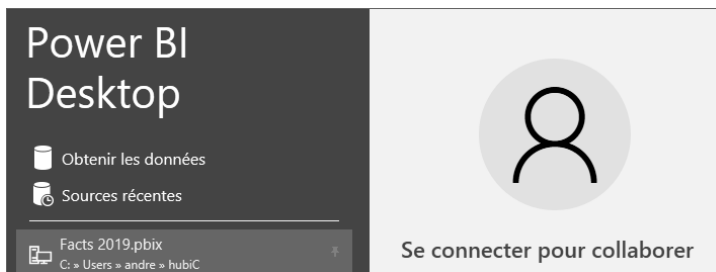 Power BI
Desktop
Obtenir les données
Sources récentes
Facts 2019.pbix
C: » Users » andre » hubiC
Se connecter pour collaborer